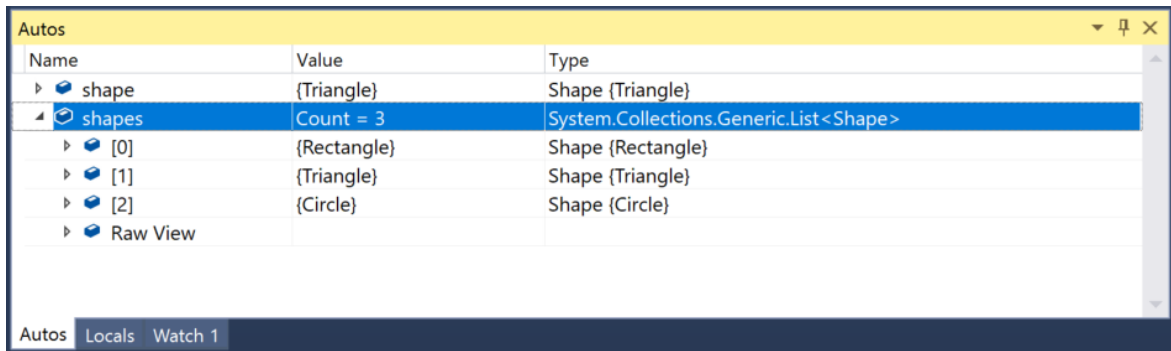 Autos
Name Value Type
shape {Triangle} Shape {Triangle}
shapes Count = 3 System.Collections.Generic.List<Shape>
[0] {Rectangle} Shape {Rectangle}
[1] {Triangle} Shape {Triangle}
[2] {Circle} Shape {Circle}
Raw View
Autos Locals Watch 1